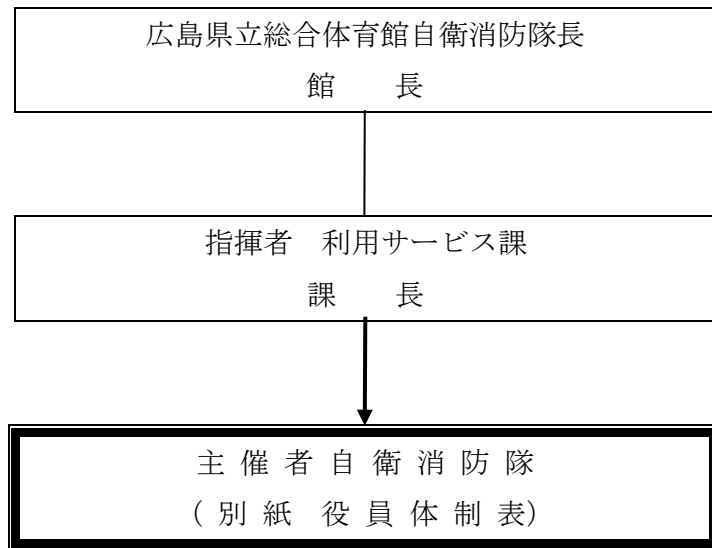 広島県立総合体育館自衛消防隊長
館　　長
指揮者　利用サービス課
課　　長
主 催 者 自 衛 消 防 隊
( 別 紙　役 員 体 制 表)